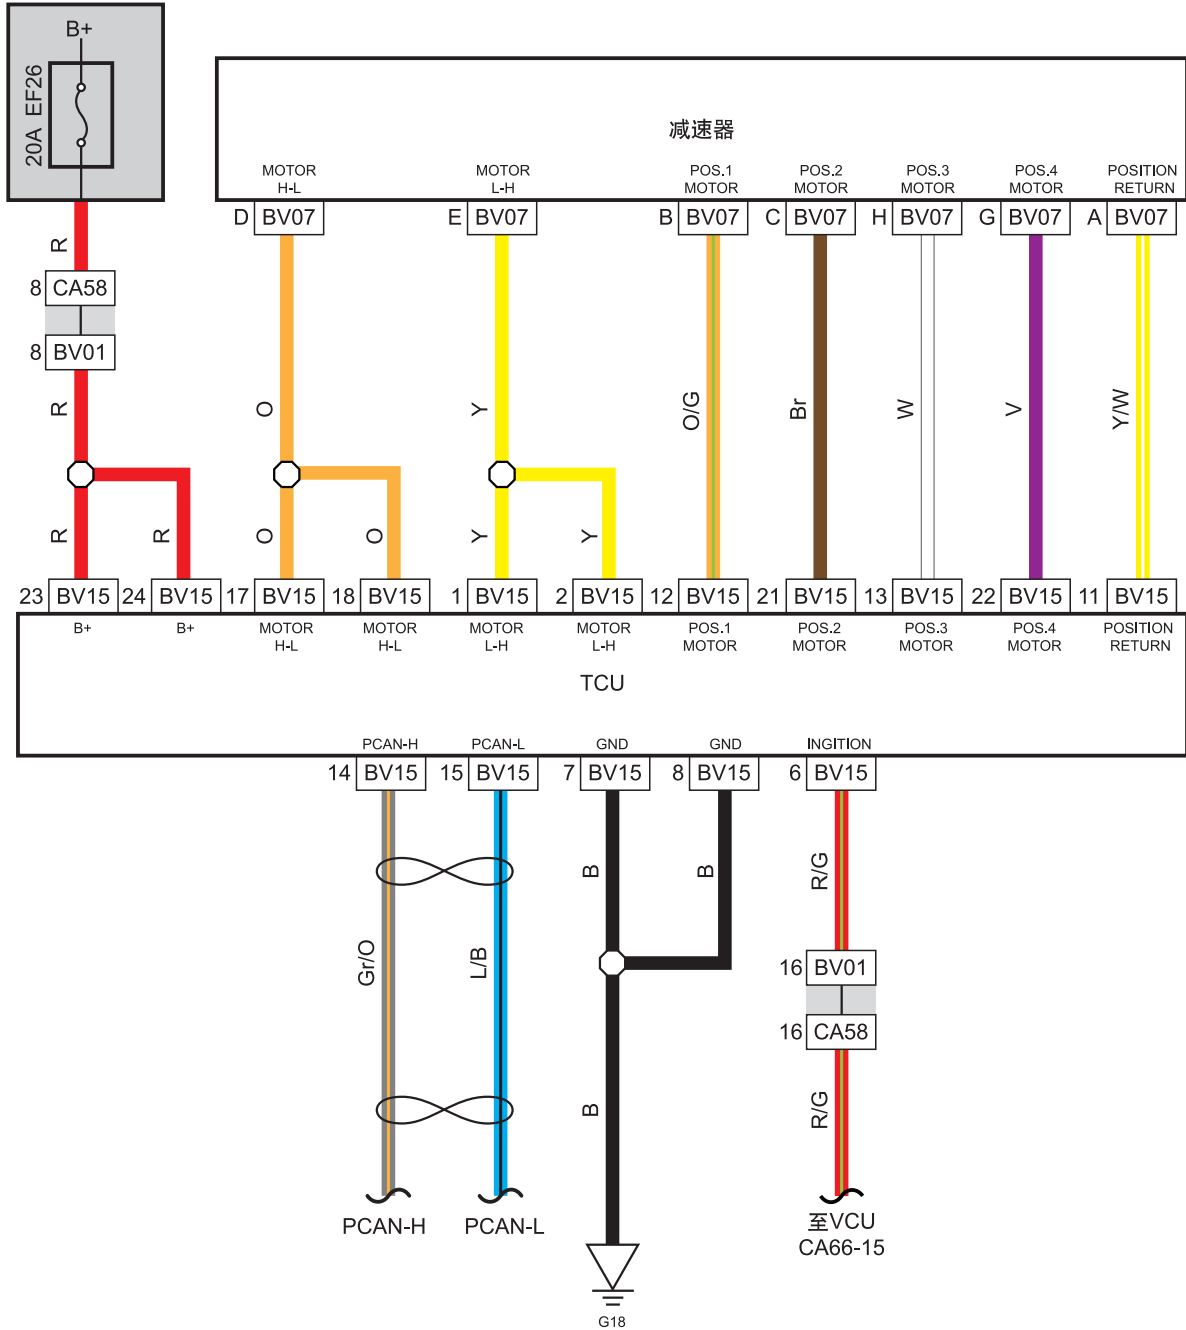 B+
20A EF26
减速器
MOTOR
H-L
MOTOR
L-H
POS.1
MOTOR
POS.2
MOTOR
POS.3
MOTOR
POS.4
MOTOR
POSITION
RETURN
D BV07
E BV07
B BV07
C BV07
H BV07
G BV07
A BV07
R
8 CA58
8 BV01
R
O
Y
O/G
Br
W
V
Y/W
R
R
O
O
Y
Y
23 BV15
24 BV15
17 BV15
18 BV15
1 BV15
2 BV15
12 BV15
21 BV15
13 BV15
22 BV15
11 BV15
B+
B+
MOTOR
H-L
MOTOR
H-L
MOTOR
L-H
MOTOR
L-H
POS.1
MOTOR
POS.2
MOTOR
POS.3
MOTOR
POS.4
MOTOR
POSITION
RETURN
TCU
PCAN-H
PCAN-L
GND
GND
INGITION
14 BV15
15 BV15
7 BV15
8 BV15
6 BV15
B
B
R/G
Gr/O
L/B
16 BV01
16 CA58
B
R/G
PCAN-H
PCAN-L
至VCU
CA66-15
G18